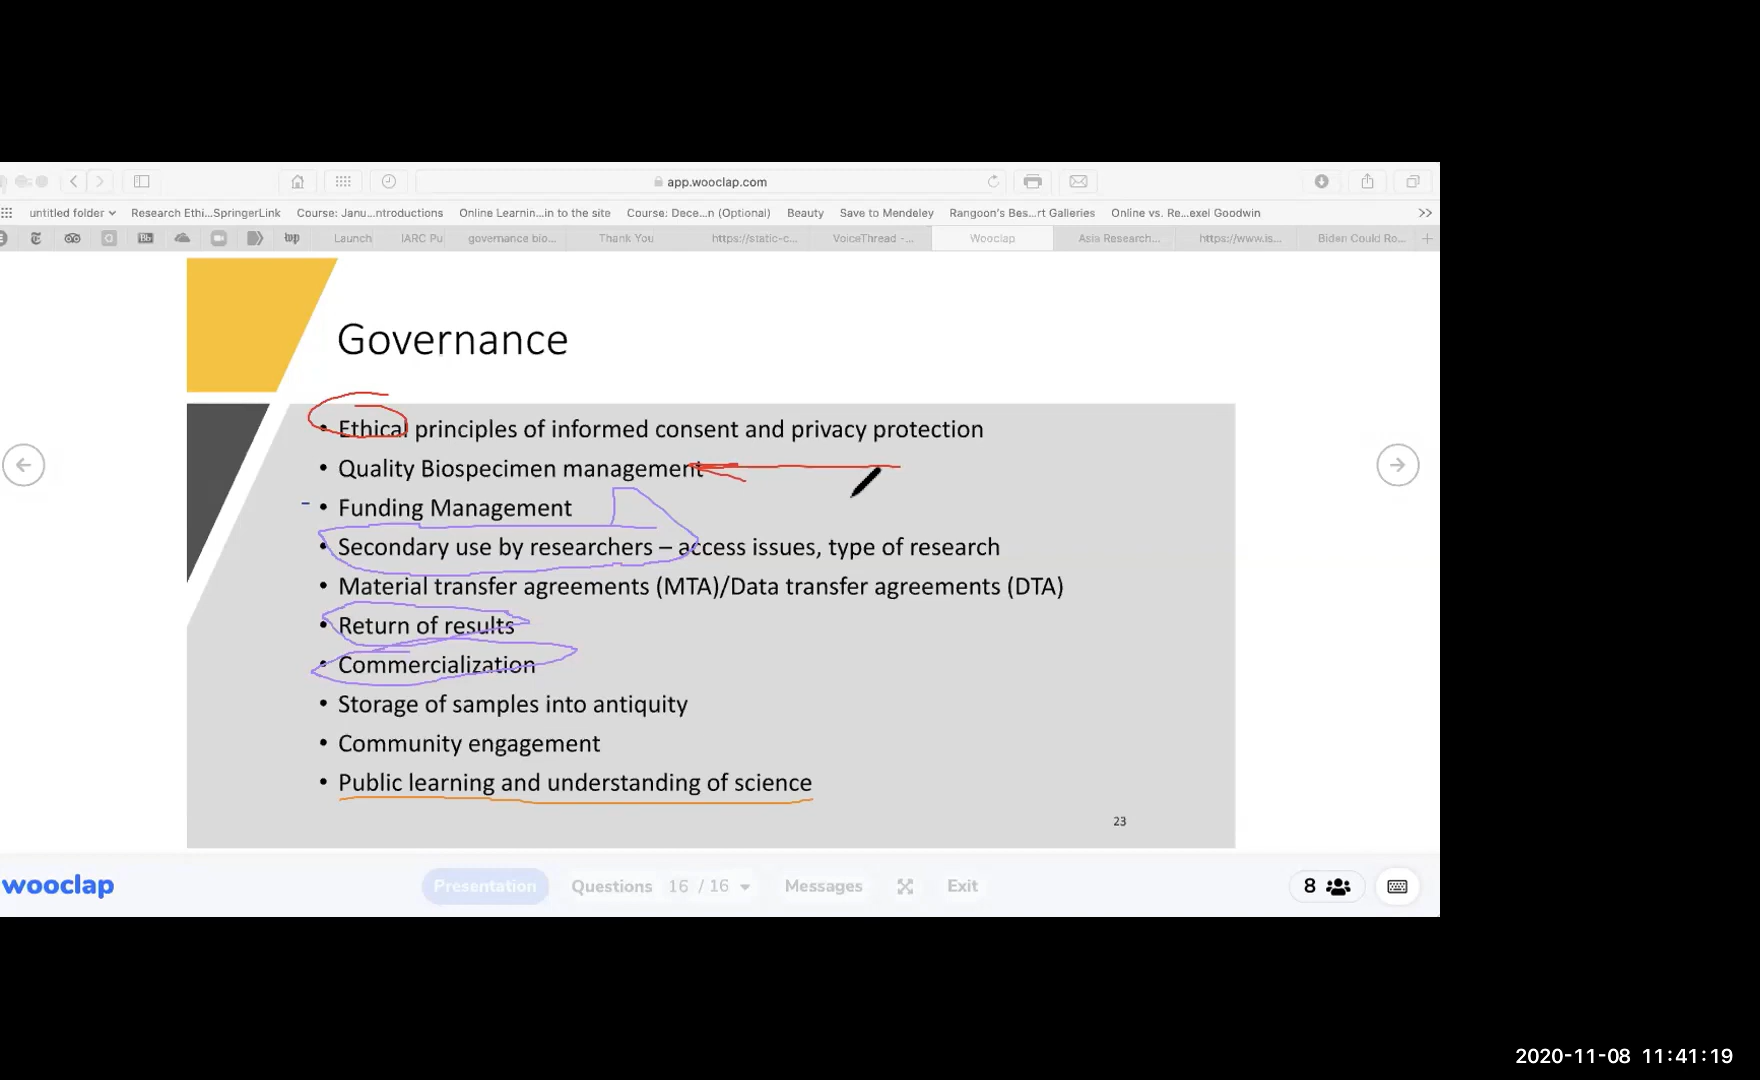 app.wooclap.com
untitled folder Research Ethi...SpringerLink Course: Janu...ntroductions Online Learnin...in to the site Course: Dece...n (Optional) Beauty Save to Mendeley Rangoon's Bes...rt Galleries Online vs. Re...exel Goodwin
Bb wp Launch IARC Pu governance bio... Thank You https://static-c... VoiceThread -... Wooclap Asia Research... https://www.is... Biden Could Ro...
Governance
• Ethical principles of informed consent and privacy protection
• Quality Biospecimen management
• Funding Management
• Secondary use by researchers – access issues, type of research
• Material transfer agreements (MTA)/Data transfer agreements (DTA)
• Return of results
• Commercialization
• Storage of samples into antiquity
• Community engagement
• Public learning and understanding of science
23
wooclap Presentation Questions 16 / 16 Messages Exit 8
2020-11-08 11:41:19